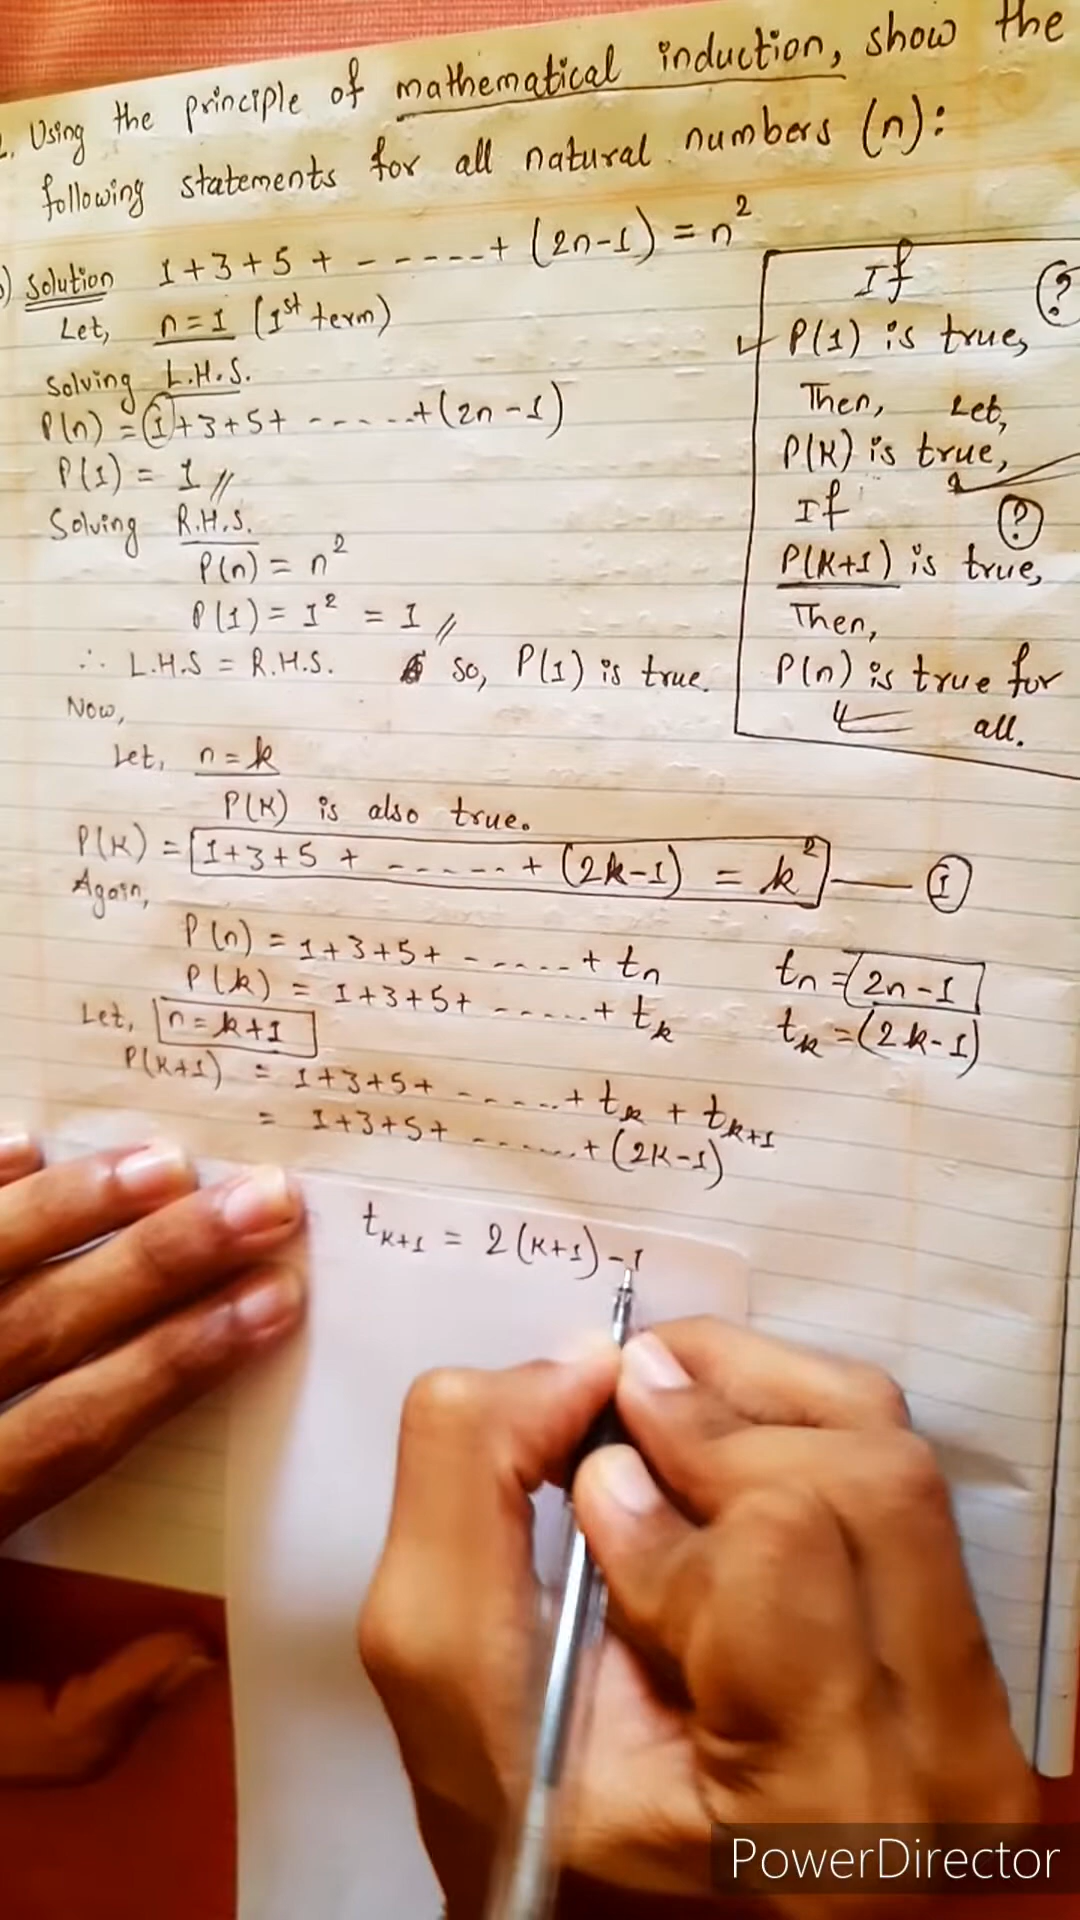 Using the principle of mathematical induction, show the
following statements for all natural numbers (n):
Solution 1+3+5+ ------+ (2n-1) = n²
Let, n=1 (1st term)
Solving L.H.S.
P(n) = 1+3+5+ ------+(2n-1)
P(1) = 1 //
Solving R.H.S.
P(n) = n²
P(1) = 1² = 1 //
∴ L.H.S = R.H.S. so, P(1) is true.
Now,
Let, n=k
P(K) is also true.
P(K) = 1+3+5+ ------ + (2k-1) = k² —— ①
Again,
P(n) = 1+3+5+ ------+ tn
P(k) = 1+3+5+ ------+ tk
tn = (2n-1
tk = (2k-1)
Let, n=k+1
P(K+1) = 1+3+5+ ------+ tk + tk+1
= 1+3+5+ ------+ (2K-1)
tK+1 = 2(K+1)-1
If ?
P(1) is true,
Then, Let,
P(K) is true,
If ?
P(K+1) is true,
Then,
P(n) is true for
all.
PowerDirector